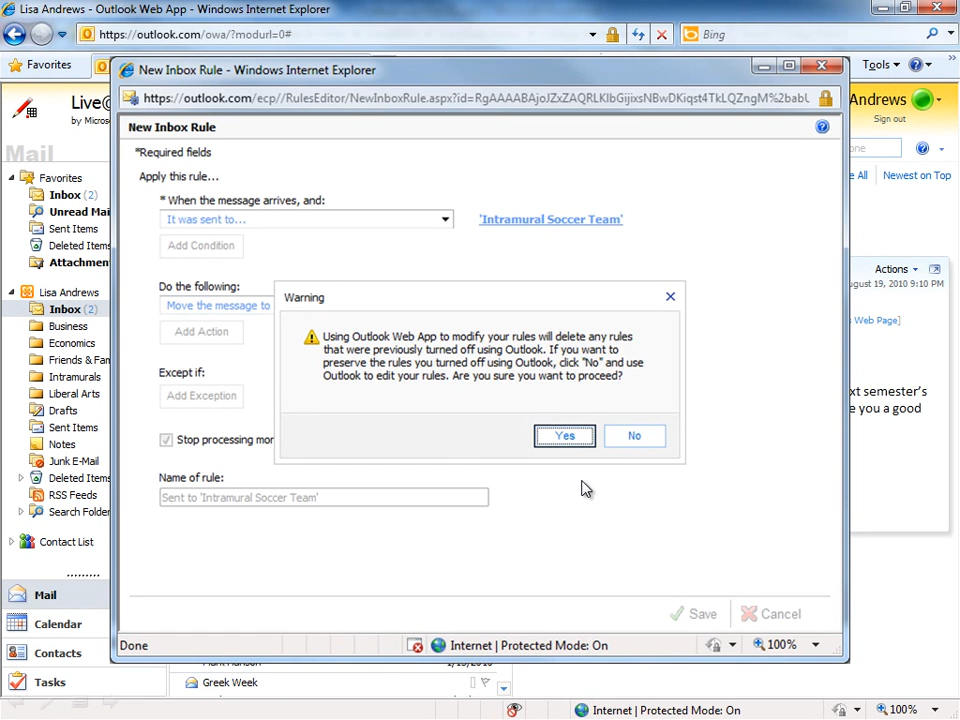 Lisa Andrews - Outlook Web App - Windows Internet Explorer
https://outlook.com/owa/?modurl=0#
Bing
Favorites
Tools
New Inbox Rule - Windows Internet Explorer
https://outlook.com/ecp//RulesEditor/NewInboxRule.aspx?id=RgAAAABAjoJZxZAQRLKlbGijixsNBwDKiqst4TkLQZngM%2babU
Live@
by Micros
Andrews
Sign out
Mail
one
e All
Newest on Top
Favorites
Inbox (2)
Unread Mai
Sent Items
Deleted Items
Attachmen
Lisa Andrews
Inbox (2)
Business
Economics
Friends & Fam
Intramurals
Liberal Arts
Drafts
Sent Items
Notes
Junk E-Mail
Deleted Items
RSS Feeds
Search Folder
Contact List
Mail
Calendar
Contacts
Tasks
New Inbox Rule
*Required fields
Apply this rule...
* When the message arrives, and:
It was sent to...
'Intramural Soccer Team'
Add Condition
Do the following:
Move the message to
Add Action
Except if:
Add Exception
Stop processing mor
Name of rule:
Sent to 'Intramural Soccer Team'
Warning
Using Outlook Web App to modify your rules will delete any rules
that were previously turned off using Outlook. If you want to
preserve the rules you turned off using Outlook, click "No" and use
Outlook to edit your rules. Are you sure you want to proceed?
Yes
No
Save
Cancel
Done
Internet | Protected Mode: On
100%
Actions
ugust 19, 2010 9:10 PM
s Web Page]
xt semester's
e you a good
Greek Week
Internet | Protected Mode: On
100%